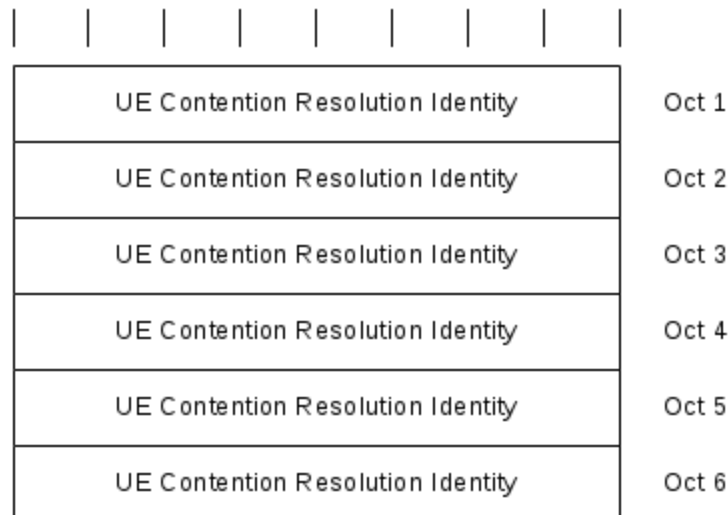 UE Contention Resolution Identity Oct 1
UE Contention Resolution Identity Oct 2
UE Contention Resolution Identity Oct 3
UE Contention Resolution Identity Oct 4
UE Contention Resolution Identity Oct 5
UE Contention Resolution Identity Oct 6